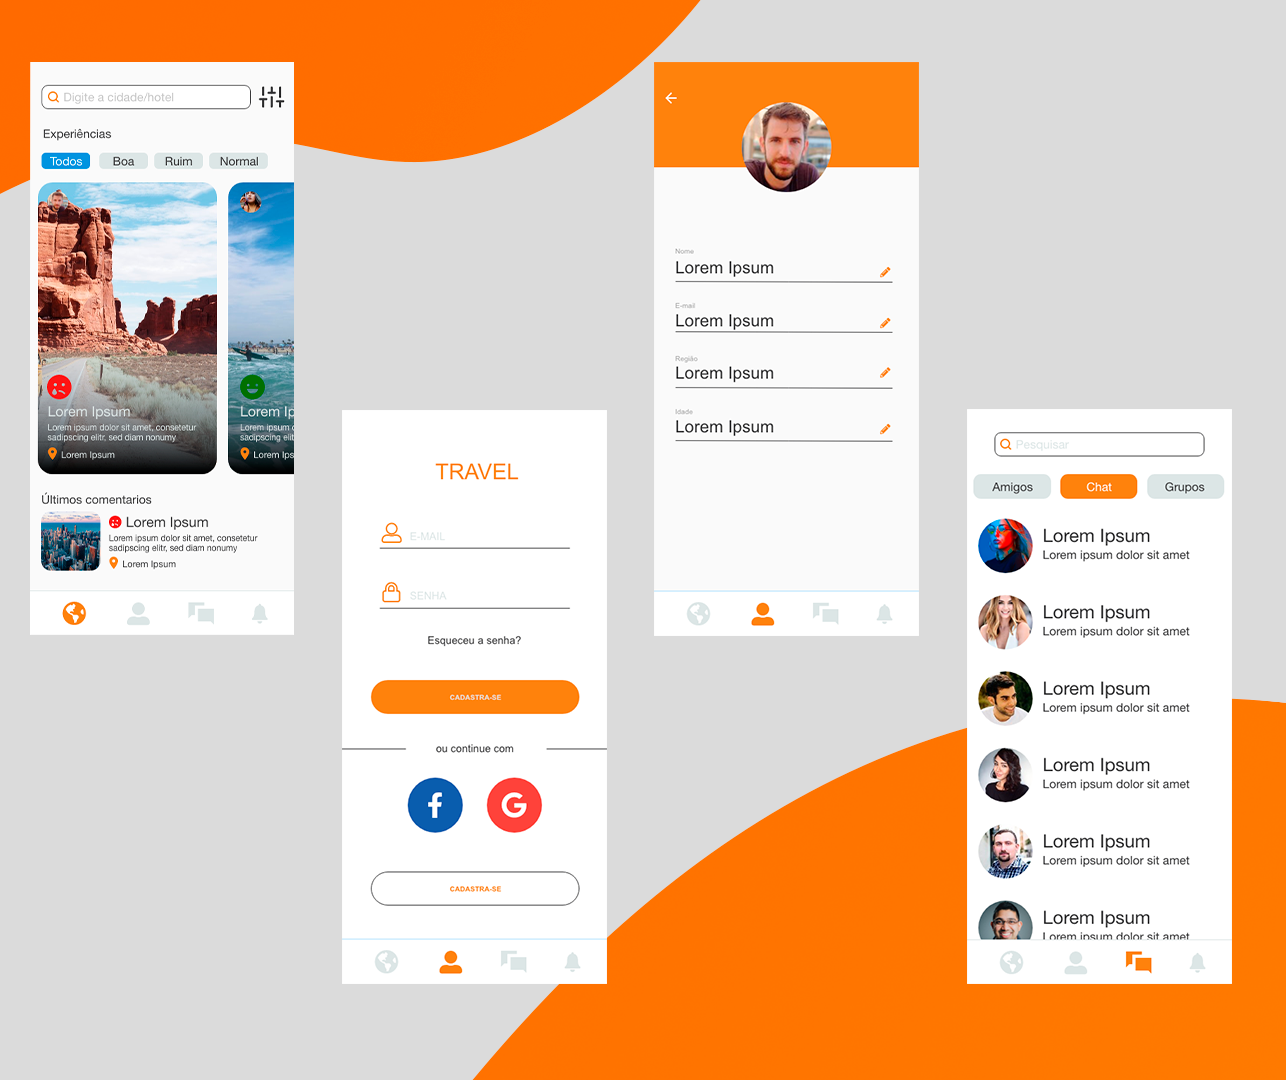 Digite a cidade/hotel
Experiências
Todos Boa Ruim Normal
Lorem Ipsum
Lorem ipsum dolor sit amet, consetetur
sadipscing elitr, sed diam nonumy
Lorem Ipsum
Lorem Ip
Lorem ipsum d
sadipscing elit
Lorem Ips
Últimos comentarios
Lorem Ipsum
Lorem ipsum dolor sit amet, consetetur
sadipscing elitr, sed diam nonumy
Lorem Ipsum
TRAVEL
E-MAIL
SENHA
Esqueceu a senha?
CADASTRA-SE
ou continue com
CADASTRA-SE
Nome
Lorem Ipsum
E-mail
Lorem Ipsum
Região
Lorem Ipsum
Idade
Lorem Ipsum
Pesquisar
Amigos Chat Grupos
Lorem Ipsum
Lorem ipsum dolor sit amet
Lorem Ipsum
Lorem ipsum dolor sit amet
Lorem Ipsum
Lorem ipsum dolor sit amet
Lorem Ipsum
Lorem ipsum dolor sit amet
Lorem Ipsum
Lorem ipsum dolor sit amet
Lorem Ipsum
Lorem ipsum dolor sit amet